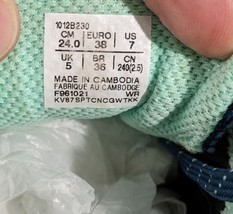 1012B230
CM EURO US
24.0 38 7
UK BR CN
5 36 240(2.5)
MADE IN CAMBODIA
FABRIQUE AU CAMBODGE
F961021 WR
KV87SPTCNCGWTKK